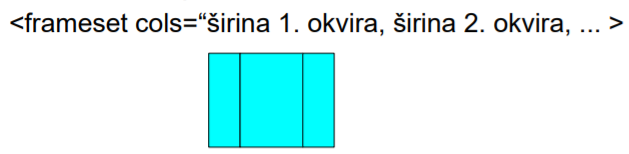 <frameset cols=“širina 1. okvira, širina 2. okvira, ... >